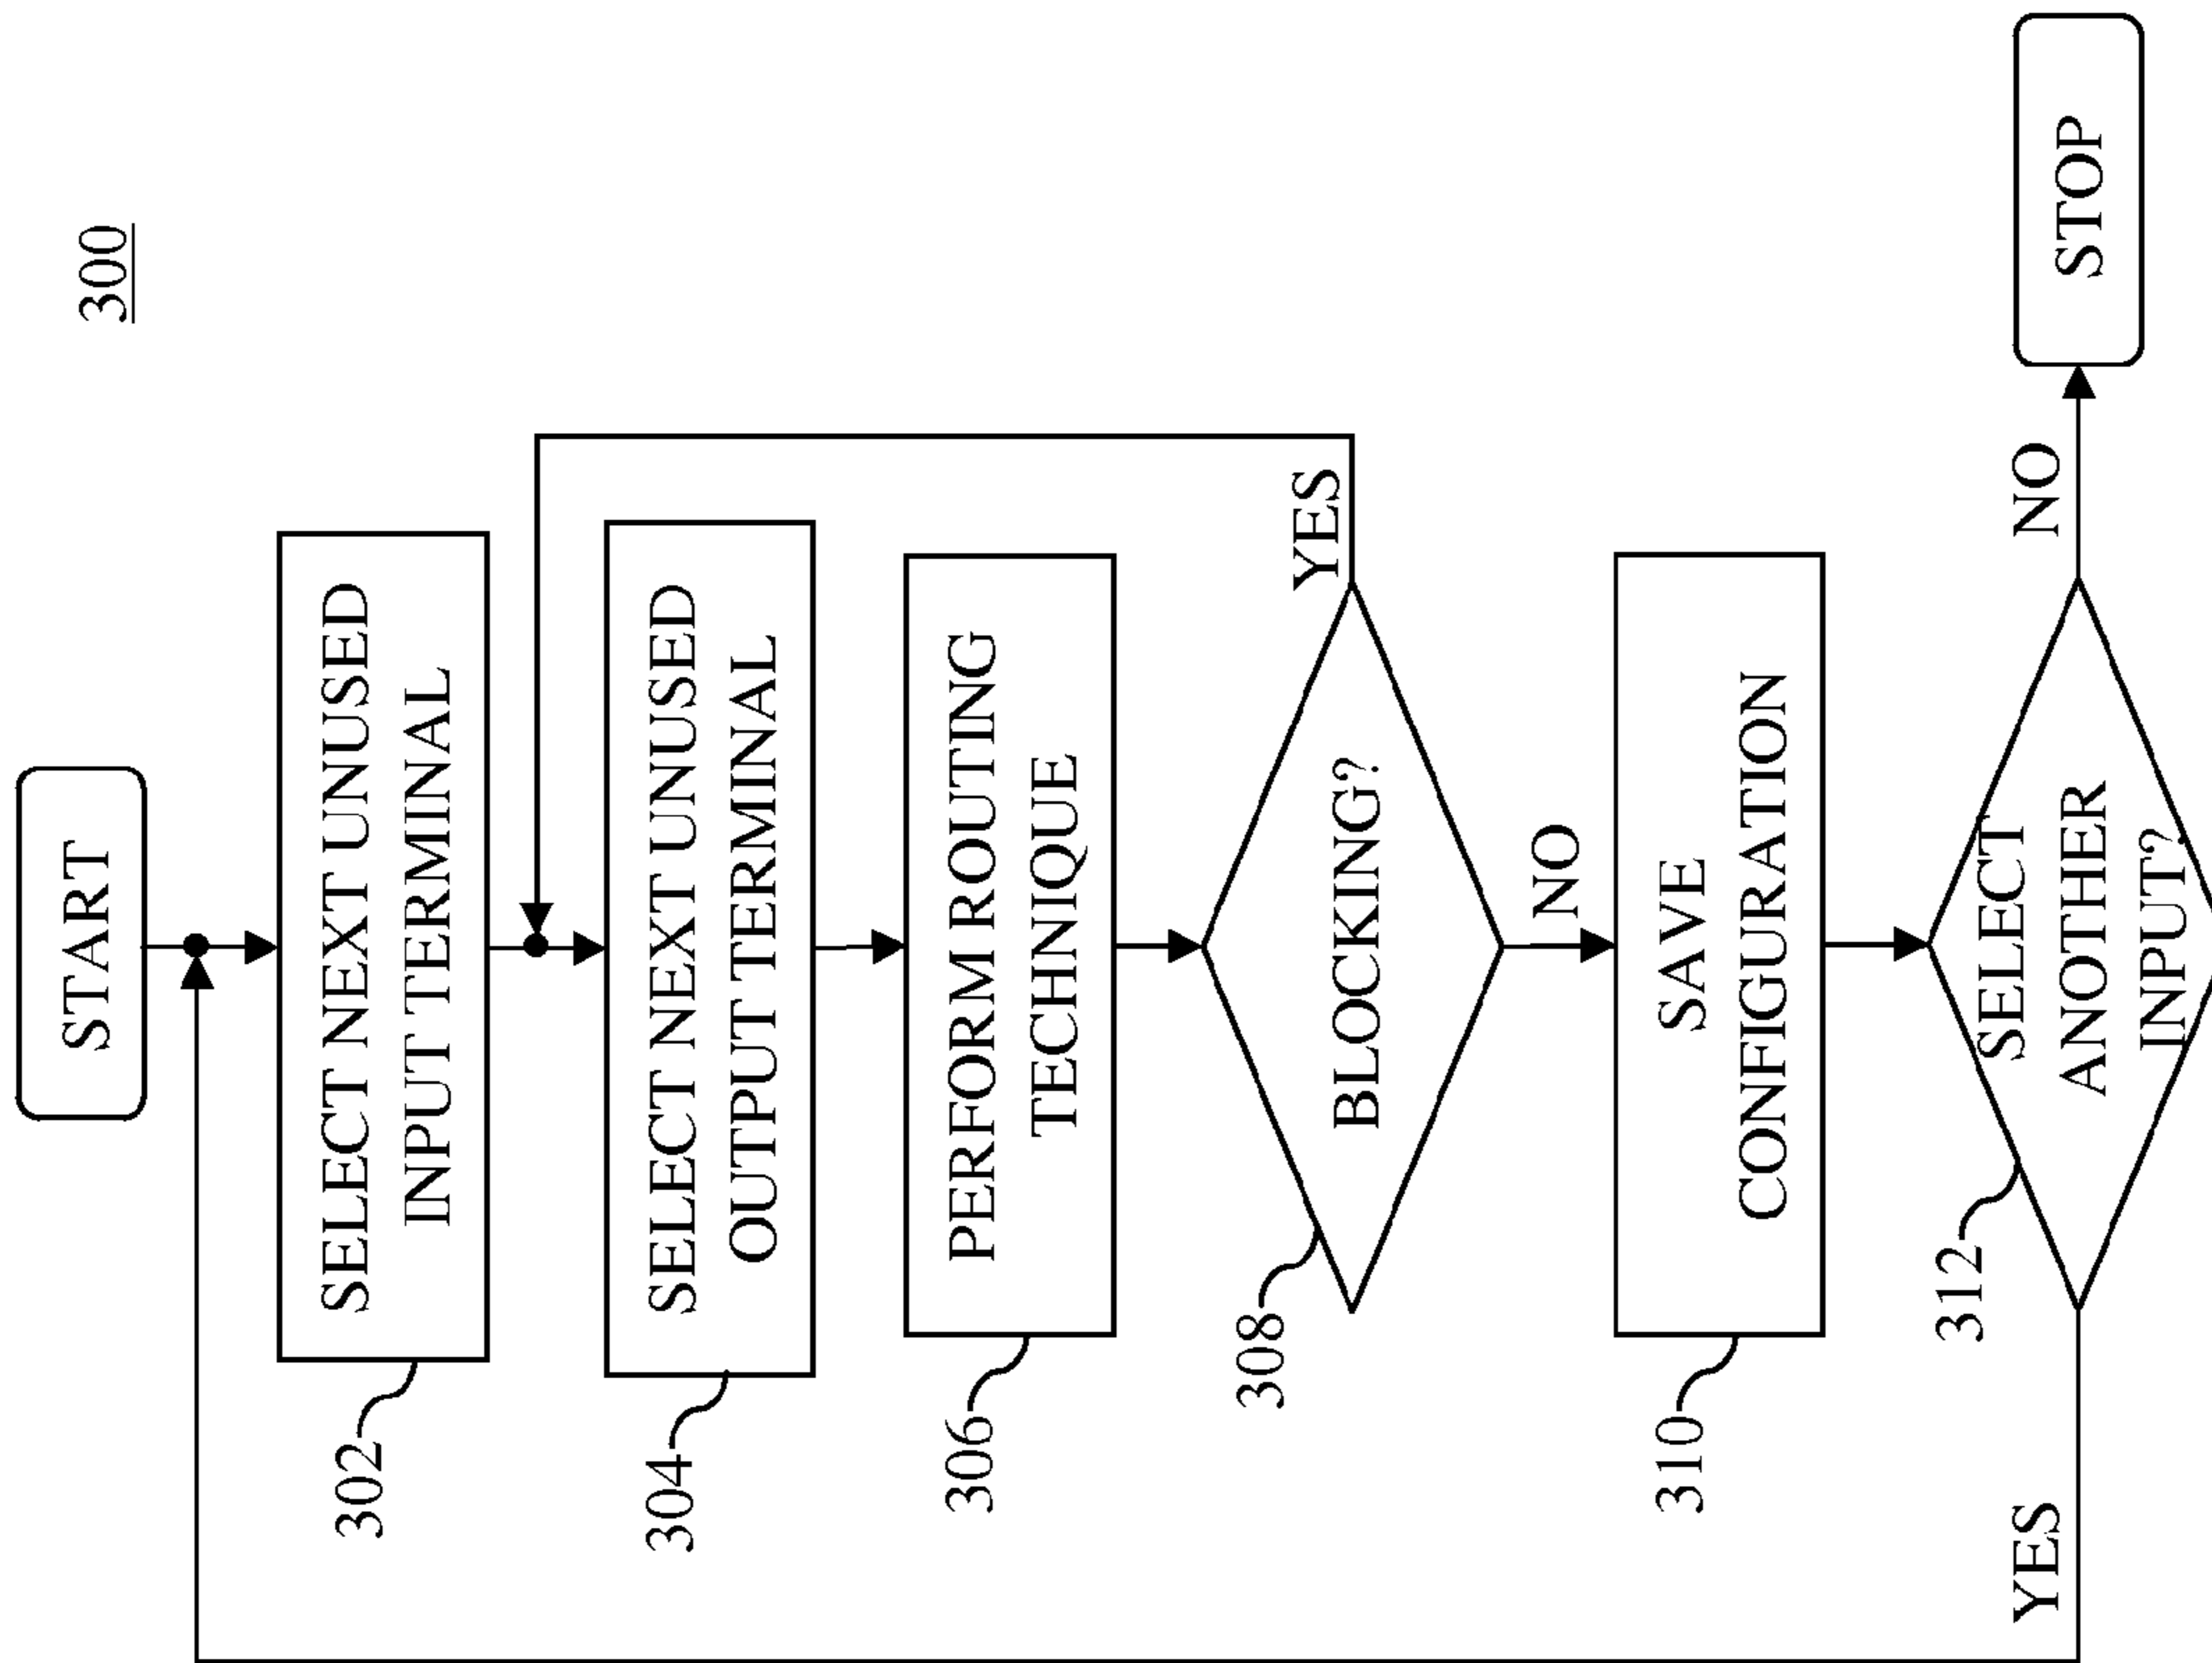 300
START
302
SELECT NEXT UNUSED
INPUT TERMINAL
304
SELECT NEXT UNUSED
OUTPUT TERMINAL
306
PERFORM ROUTING
TECHNIQUE
308
BLOCKING?
YES
NO
310
SAVE
CONFIGURATION
312
SELECT
ANOTHER
INPUT?
YES
NO
STOP